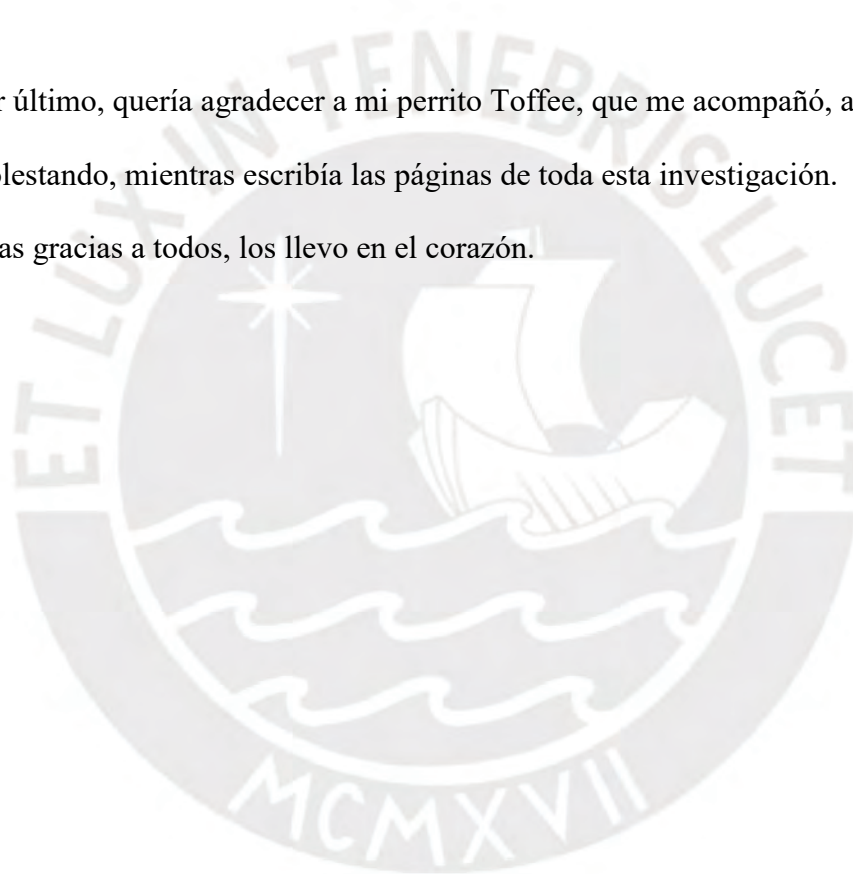 r último, quería agradecer a mi perrito Toffee, que me acompañó, a
olestando, mientras escribía las páginas de toda esta investigación.
as gracias a todos, los llevo en el corazón.
ET LUX IN TENEBRIS LUCET
MCMXVII